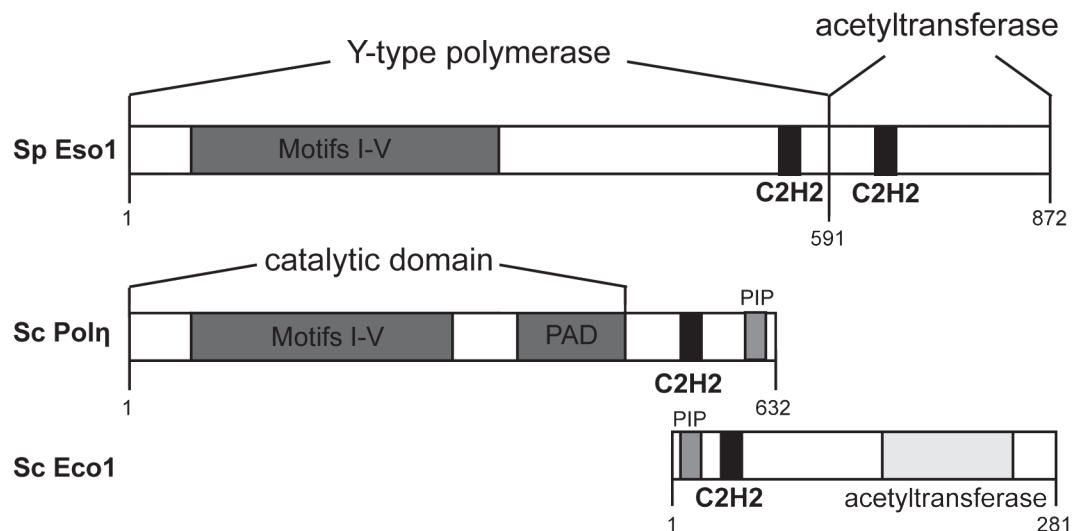 acetyltransferase
Y-type polymerase
Sp Eso1
Motifs I-V
C2H2
C2H2
1
591
872
catalytic domain
Sc Polη
Motifs I-V
PAD
PIP
C2H2
1
632
Sc Eco1
PIP
C2H2
acetyltransferase
1
281